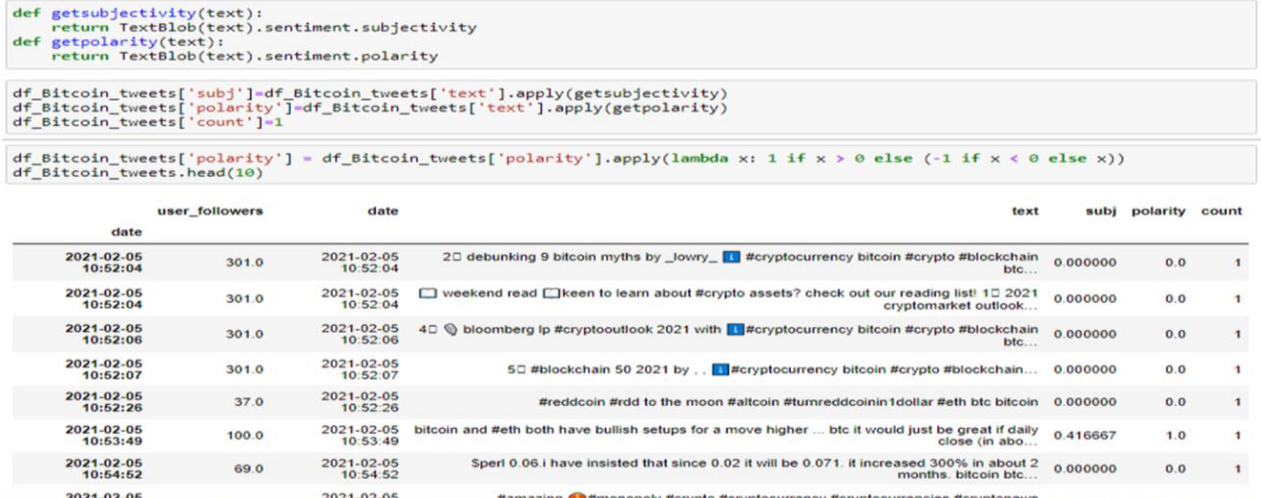 def getsubjectivity(text):
    return TextBlob(text).sentiment.subjectivity
def getpolarity(text):
    return TextBlob(text).sentiment.polarity
df_Bitcoin_tweets['subj']=df_Bitcoin_tweets['text'].apply(getsubjectivity)
df_Bitcoin_tweets['polarity']=df_Bitcoin_tweets['text'].apply(getpolarity)
df_Bitcoin_tweets['count']=1
df_Bitcoin_tweets['polarity'] = df_Bitcoin_tweets['polarity'].apply(lambda x: 1 if x > 0 else (-1 if x < 0 else x))
df_Bitcoin_tweets.head(10)
user_followers date text subj polarity count
date
2021-02-05 10:52:04 301.0 2021-02-05 10:52:04 2□ debunking 9 bitcoin myths by _lowry_ ℹ️ #cryptocurrency bitcoin #crypto #blockchain btc... 0.000000 0.0 1
2021-02-05 10:52:04 301.0 2021-02-05 10:52:04 weekend read keen to learn about #crypto assets? check out our reading list! 1□ 2021 cryptomarket outlook... 0.000000 0.0 1
2021-02-05 10:52:06 301.0 2021-02-05 10:52:06 4□ bloomberg lp #cryptooutlook 2021 with ℹ️#cryptocurrency bitcoin #crypto #blockchain btc... 0.000000 0.0 1
2021-02-05 10:52:07 301.0 2021-02-05 10:52:07 5□ #blockchain 50 2021 by , . ℹ️#cryptocurrency bitcoin #crypto #blockchain... 0.000000 0.0 1
2021-02-05 10:52:26 37.0 2021-02-05 10:52:26 #reddcoin #rdd to the moon #altcoin #turnreddcoinin1dollar #eth btc bitcoin 0.000000 0.0 1
2021-02-05 10:53:49 100.0 2021-02-05 10:53:49 bitcoin and #eth both have bullish setups for a move higher ... btc it would just be great if daily close (in abo... 0.416667 1.0 1
2021-02-05 10:54:52 69.0 2021-02-05 10:54:52 $perl 0.06.i have insisted that since 0.02 it will be 0.071. it increased 300% in about 2 months. bitcoin btc... 0.000000 0.0 1